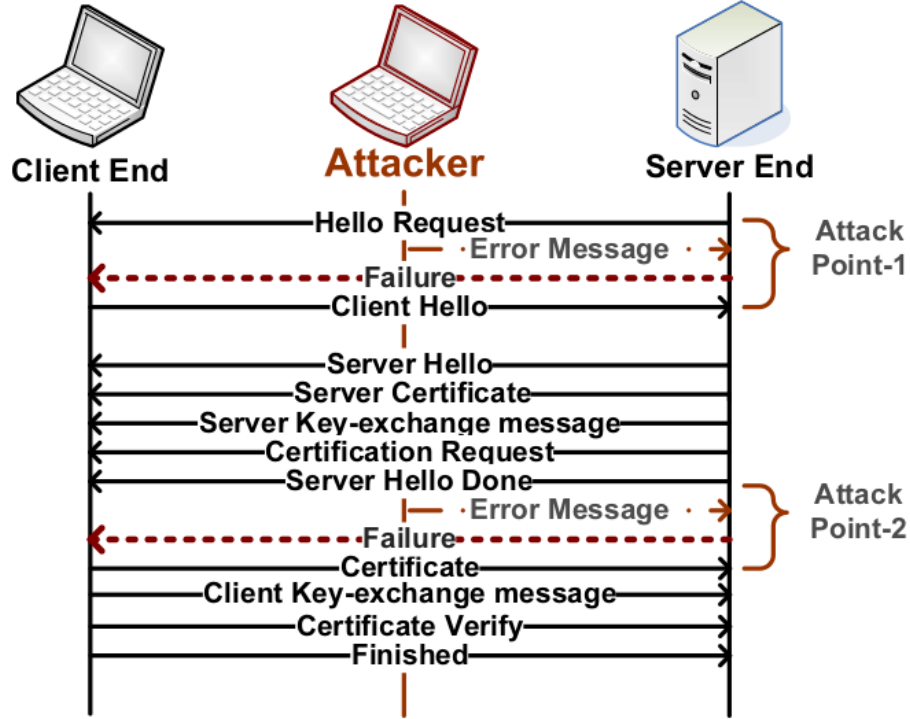 Client End
Attacker
Server End
Hello Request
Error Message
Attack
Point-1
Failure
Client Hello
Server Hello
Server Certificate
Server Key-exchange message
Certification Request
Server Hello Done
Error Message
Attack
Point-2
Failure
Certificate
Client Key-exchange message
Certificate Verify
Finished